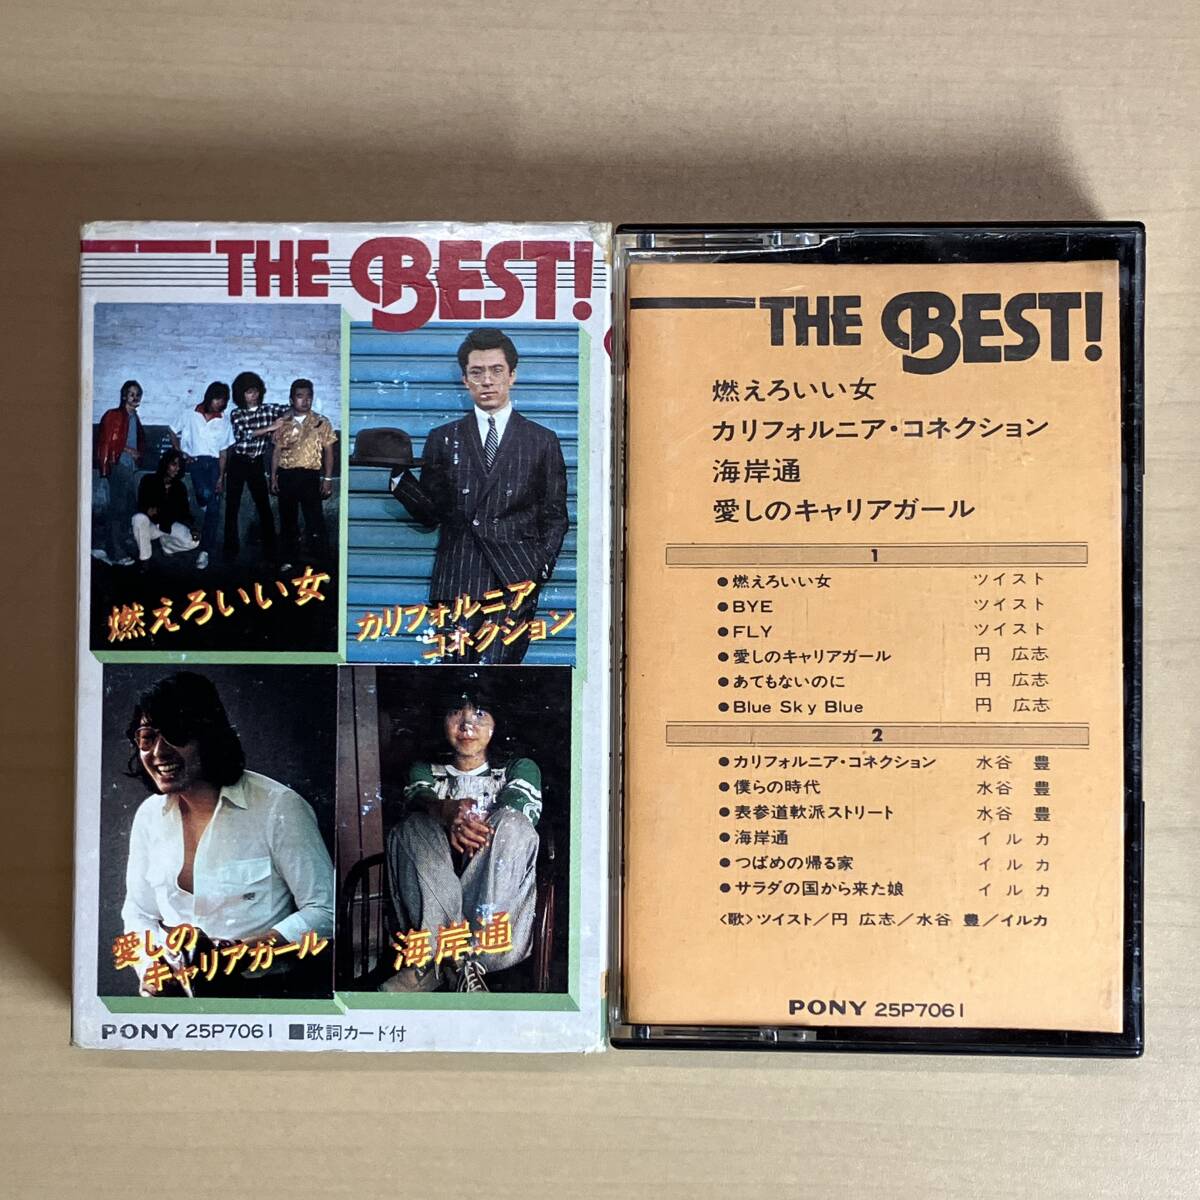 THE BEST!
燃えろいい女
カリフォルニア
コネクション
愛しの
キャリアガール
海岸通
PONY 25P7061 ■歌詞カード付
THE BEST!
燃えろいい女
カリフォルニア・コネクション
海岸通
愛しのキャリアガール
1
●燃えろいい女 ツイスト
●BYE ツイスト
●FLY ツイスト
●愛しのキャリアガール 円 広志
●あてもないのに 円 広志
●Blue Sky Blue 円 広志
2
●カリフォルニア・コネクション 水谷 豊
●僕らの時代 水谷 豊
●表参道軟派ストリート 水谷 豊
●海岸通 イルカ
●つばめの帰る家 イルカ
●サラダの国から来た娘 イルカ
〈歌〉ツイスト／円 広志／水谷 豊／イルカ
PONY 25P7061